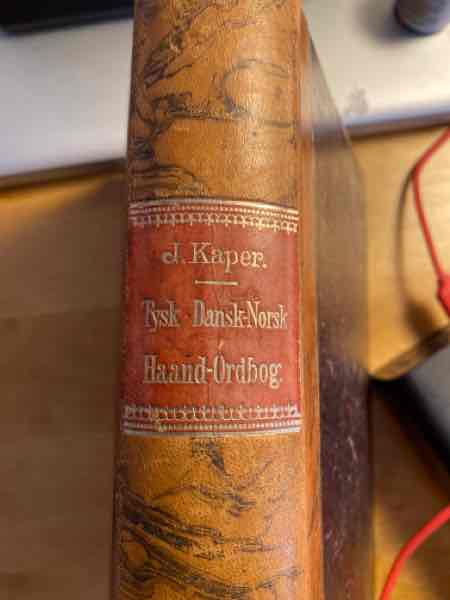 J. Kaper.
Tysk Dansk-Norsk
Haand-Ordbog.